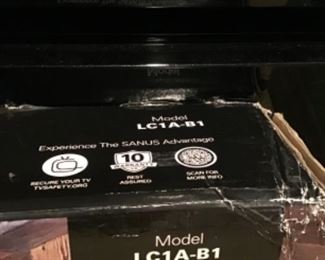 Model
LC1A-B1
Experience The SANUS Advantage
10
WARRANTY
SECURE YOUR TV
TVSAFETY.ORG
REST
ASSURED
SCAN FOR
MORE INFO
Model
LC1A-B1